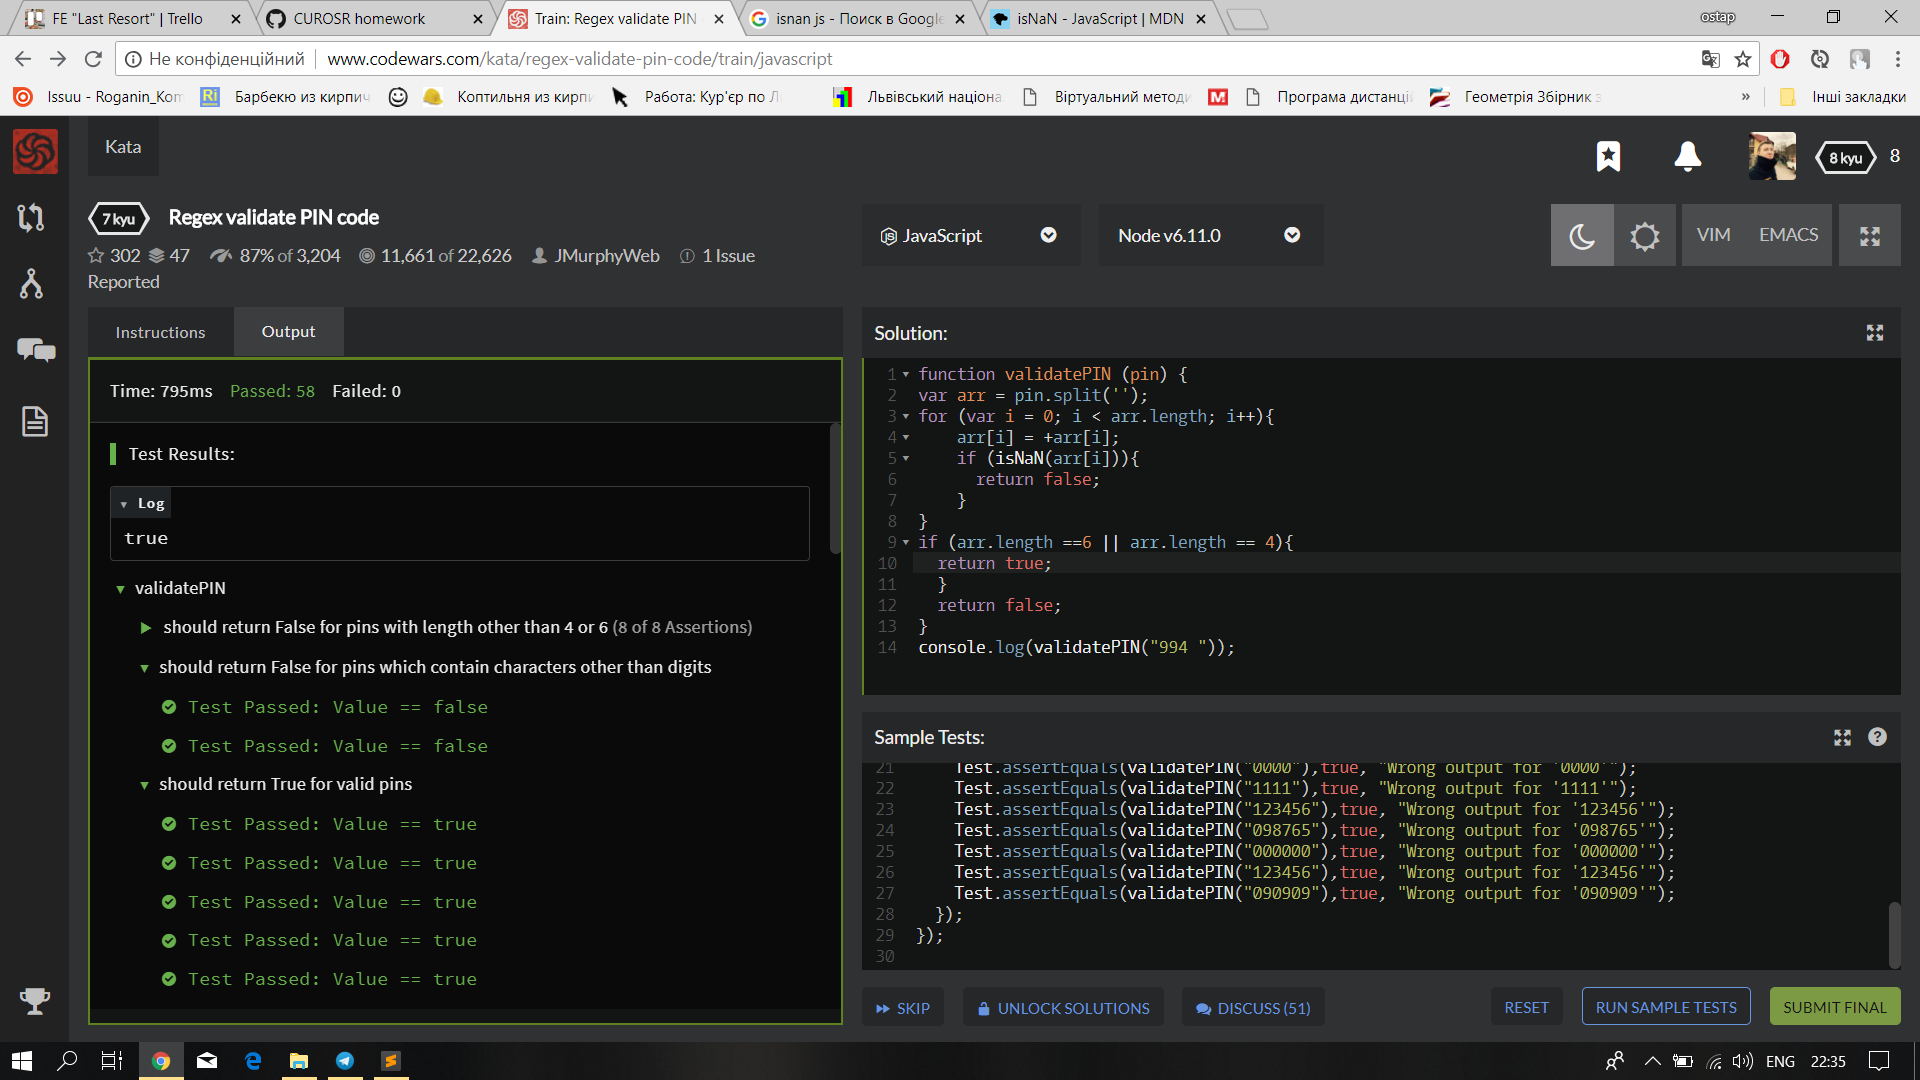 FE "Last Resort" | Trello
CUROSR homework
Train: Regex validate PIN
isnan js - Поиск в Google
isNaN - JavaScript | MDN
ostap
Не конфіденційний
www.codewars.com/kata/regex-validate-pin-code/train/javascript
Issuu - Roganin_Kom
Ri
Барбекю из кирпич
Коптильня из кирпи
Работа: Кур'єр по Л
Львівський націона
Віртуальний методи
M
Програма дистанці
Геометрія Збірник з
»
Інші закладки
Kata
8 kyu
8
7 kyu
Regex validate PIN code
302 47 87% of 3,204 11,661 of 22,626 JMurphyWeb 1 Issue
Reported
JavaScript
Node v6.11.0
VIM
EMACS
Instructions
Output
Time: 795ms Passed: 58 Failed: 0
Test Results:
Log
true
validatePIN
should return False for pins with length other than 4 or 6 (8 of 8 Assertions)
should return False for pins which contain characters other than digits
Test Passed: Value == false
Test Passed: Value == false
should return True for valid pins
Test Passed: Value == true
Test Passed: Value == true
Test Passed: Value == true
Test Passed: Value == true
Test Passed: Value == true
Solution:
1 function validatePIN (pin) {
2 var arr = pin.split('');
3 for (var i = 0; i < arr.length; i++){
4 arr[i] = +arr[i];
5 if (isNaN(arr[i])){
6 return false;
7 }
8 }
9 if (arr.length ==6 || arr.length == 4){
10 return true;
11 }
12 return false;
13 }
14 console.log(validatePIN("994 "));
Sample Tests:
21 Test.assertEquals(validatePIN("0000"),true, "Wrong output for '0000'");
22 Test.assertEquals(validatePIN("1111"),true, "Wrong output for '1111'");
23 Test.assertEquals(validatePIN("123456"),true, "Wrong output for '123456'");
24 Test.assertEquals(validatePIN("098765"),true, "Wrong output for '098765'");
25 Test.assertEquals(validatePIN("000000"),true, "Wrong output for '000000'");
26 Test.assertEquals(validatePIN("123456"),true, "Wrong output for '123456'");
27 Test.assertEquals(validatePIN("090909"),true, "Wrong output for '090909'");
28 });
29 });
30
SKIP
UNLOCK SOLUTIONS
DISCUSS (51)
RESET
RUN SAMPLE TESTS
SUBMIT FINAL
ENG
22:35